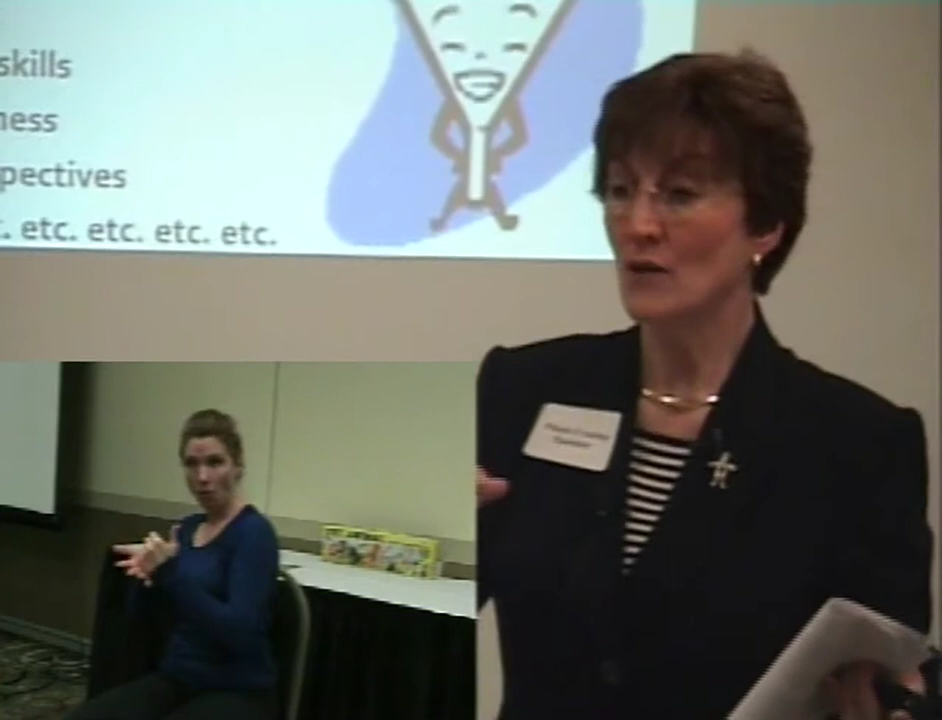 skills
ness
pectives
. etc. etc. etc. etc.